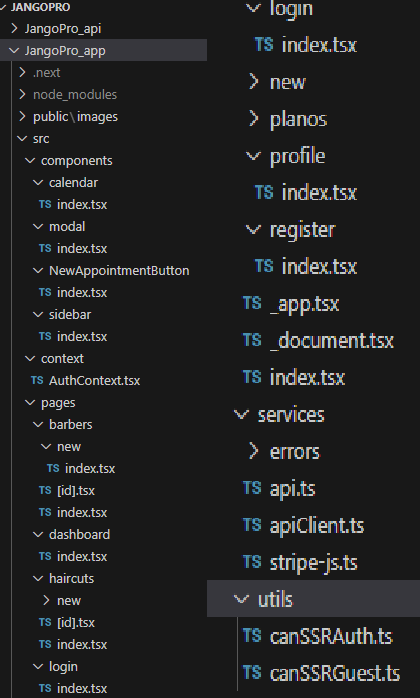 JANGOPRO
JangoPro_api
JangoPro_app
.next
node_modules
public\images
src
components
calendar
TS index.tsx
modal
TS index.tsx
NewAppointmentButton
TS index.tsx
sidebar
TS index.tsx
context
TS AuthContext.tsx
pages
barbers
new
TS index.tsx
TS [id].tsx
TS index.tsx
dashboard
TS index.tsx
haircuts
new
TS [id].tsx
TS index.tsx
login
TS index.tsx
login
TS index.tsx
new
planos
profile
TS index.tsx
register
TS index.tsx
TS _app.tsx
TS _document.tsx
TS index.tsx
services
errors
TS api.ts
TS apiClient.ts
TS stripe-js.ts
utils
TS canSSRAuth.ts
TS canSSRGuest.ts